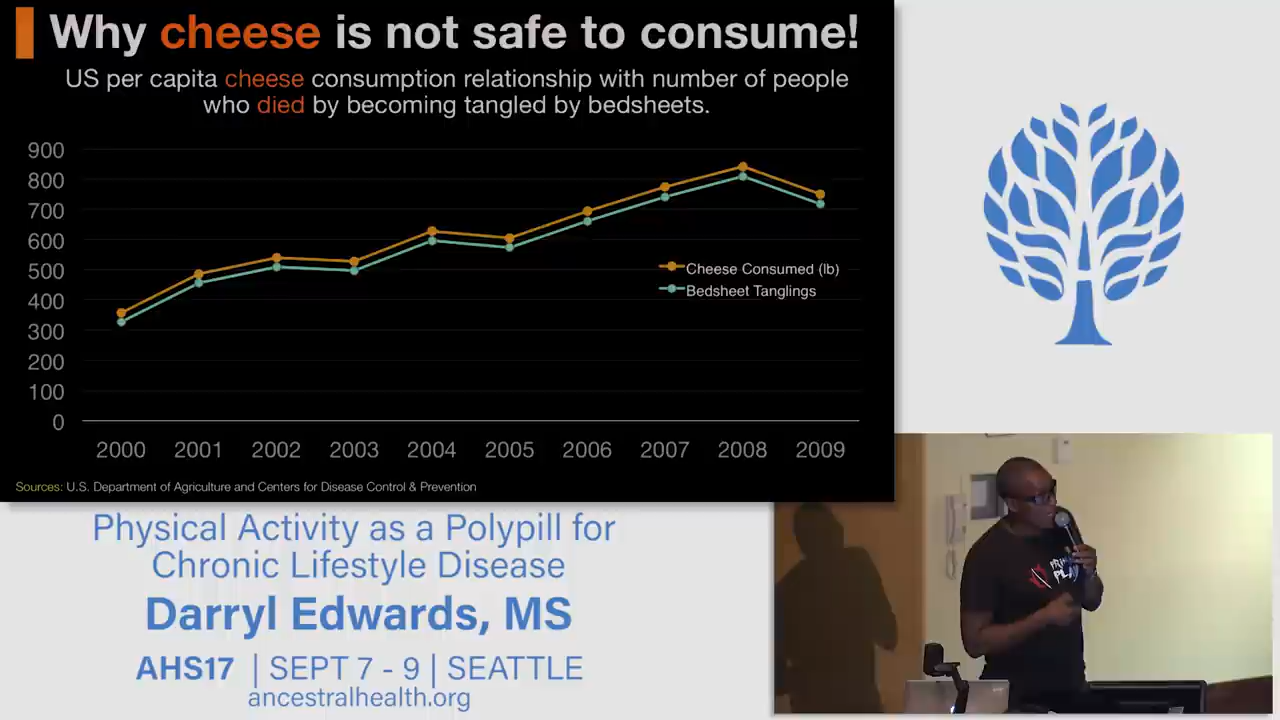 Why cheese is not safe to consume!
US per capita cheese consumption relationship with number of people
who died by becoming tangled by bedsheets.
900
800
700
600
500
400
300
200
100
0
Cheese Consumed (lb)
Bedsheet Tanglings
2000 2001 2002 2003 2004 2005 2006 2007 2008 2009
Sources: U.S. Department of Agriculture and Centers for Disease Control & Prevention
Physical Activity as a Polypill for
Chronic Lifestyle Disease
Darryl Edwards, MS
AHS17 | SEPT 7 - 9 | SEATTLE
ancestralhealth.org